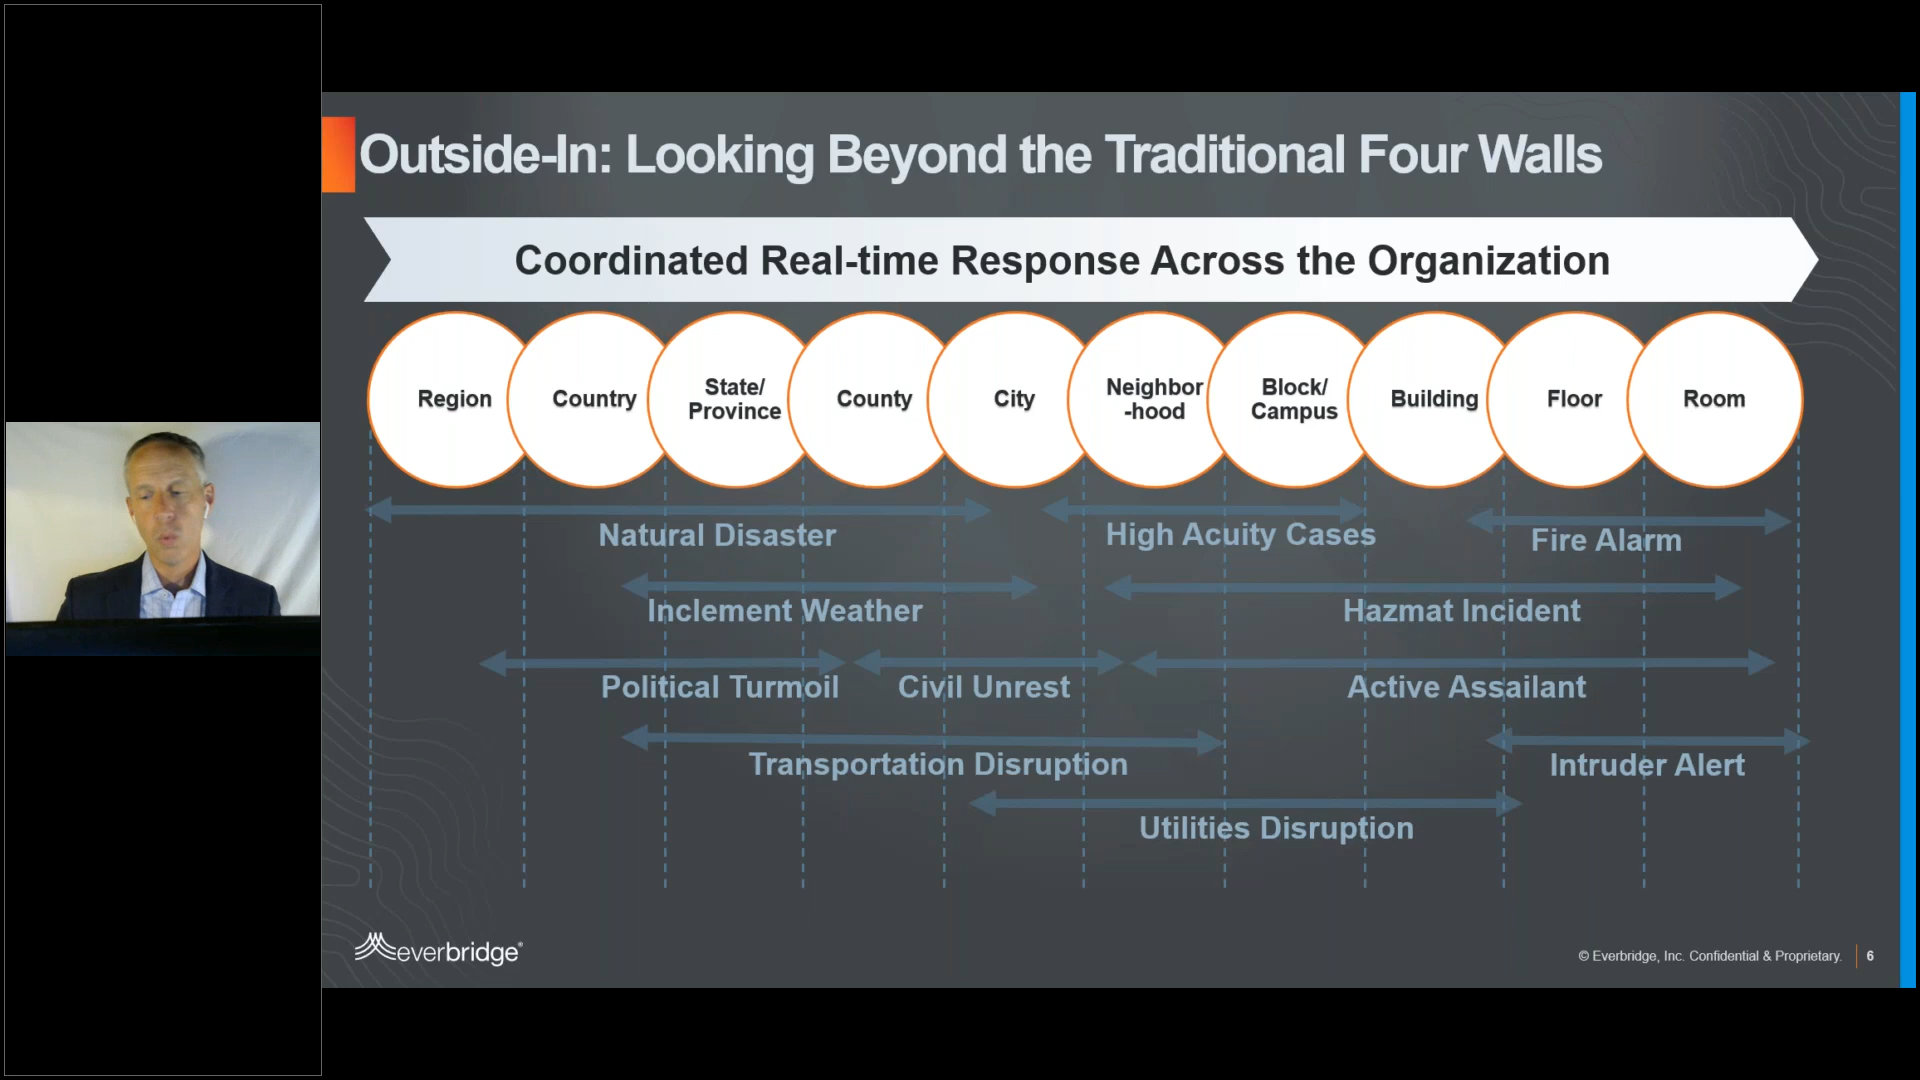 Outside-In: Looking Beyond the Traditional Four Walls
Coordinated Real-time Response Across the Organization
Region
Country
State/
Province
County
City
Neighbor
-hood
Block/
Campus
Building
Floor
Room
Natural Disaster
High Acuity Cases
Fire Alarm
Inclement Weather
Hazmat Incident
Political Turmoil
Civil Unrest
Active Assailant
Transportation Disruption
Intruder Alert
Utilities Disruption
everbridge®
© Everbridge, Inc. Confidential & Proprietary.
6